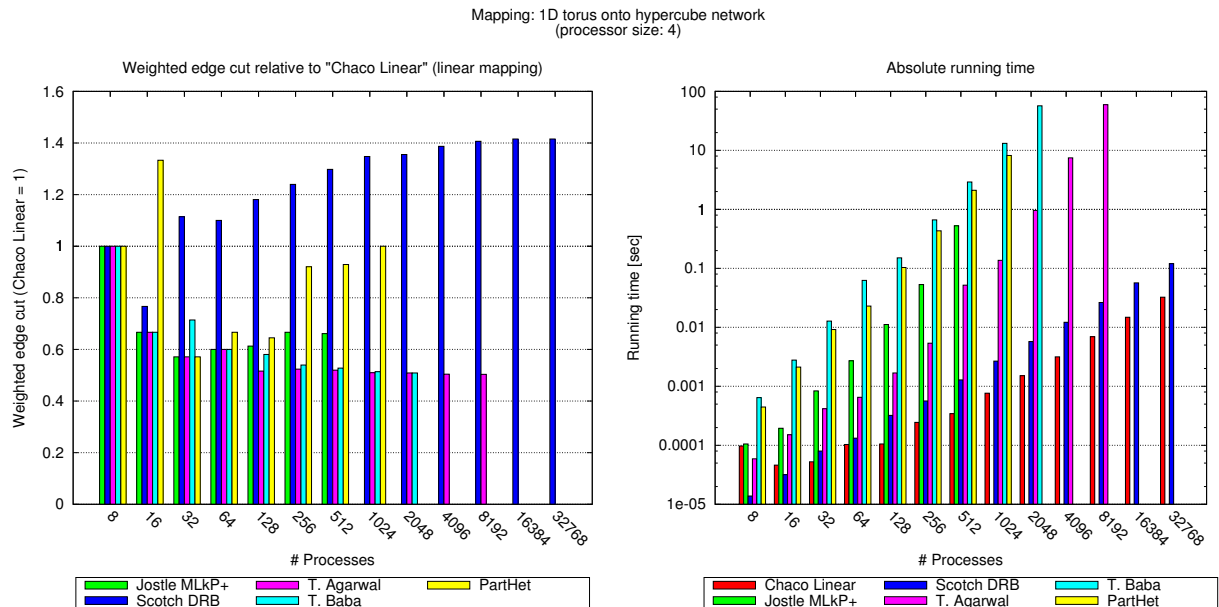 Mapping: 1D torus onto hypercube network
(processor size: 4)
Weighted edge cut relative to "Chaco Linear" (linear mapping)
Weighted edge cut (Chaco Linear = 1)
1.6
1.4
1.2
1
0.8
0.6
0.4
0.2
0
8
16
32
64
128
256
512
1024
2048
4096
8192
16384
32768
# Processes
Jostle MLkP+
T. Agarwal
PartHet
Scotch DRB
T. Baba
Absolute running time
Running time [sec]
100
10
1
0.1
0.01
0.001
0.0001
1e-05
8
16
32
64
128
256
512
1024
2048
4096
8192
16384
32768
# Processes
Chaco Linear
Scotch DRB
T. Baba
Jostle MLkP+
T. Agarwal
PartHet